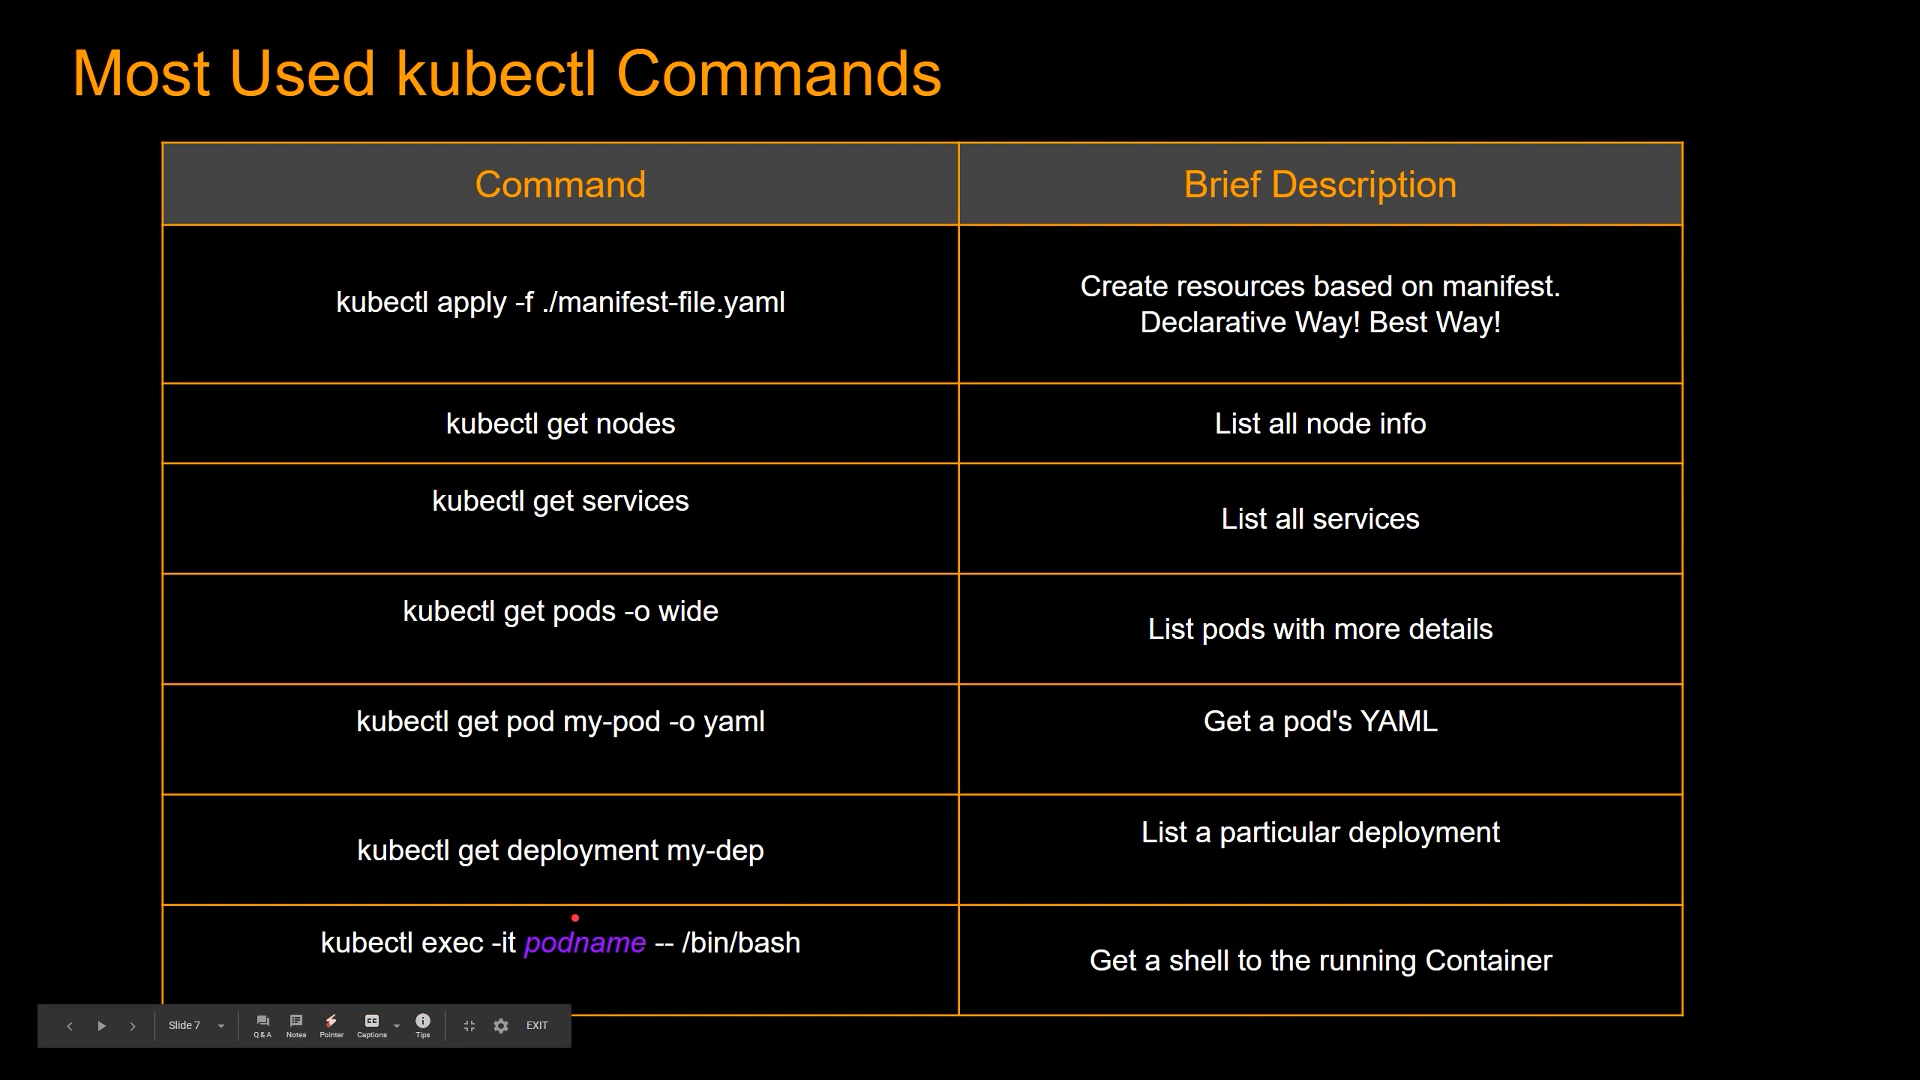 Most Used kubectl Commands
Command
Brief Description
kubectl apply -f ./manifest-file.yaml
Create resources based on manifest.
Declarative Way! Best Way!
kubectl get nodes
List all node info
kubectl get services
List all services
kubectl get pods -o wide
List pods with more details
kubectl get pod my-pod -o yaml
Get a pod's YAML
kubectl get deployment my-dep
List a particular deployment
kubectl exec -it podname -- /bin/bash
Get a shell to the running Container
Slide 7
Q & A
Notes
Pointer
CC
Captions
Tips
EXIT